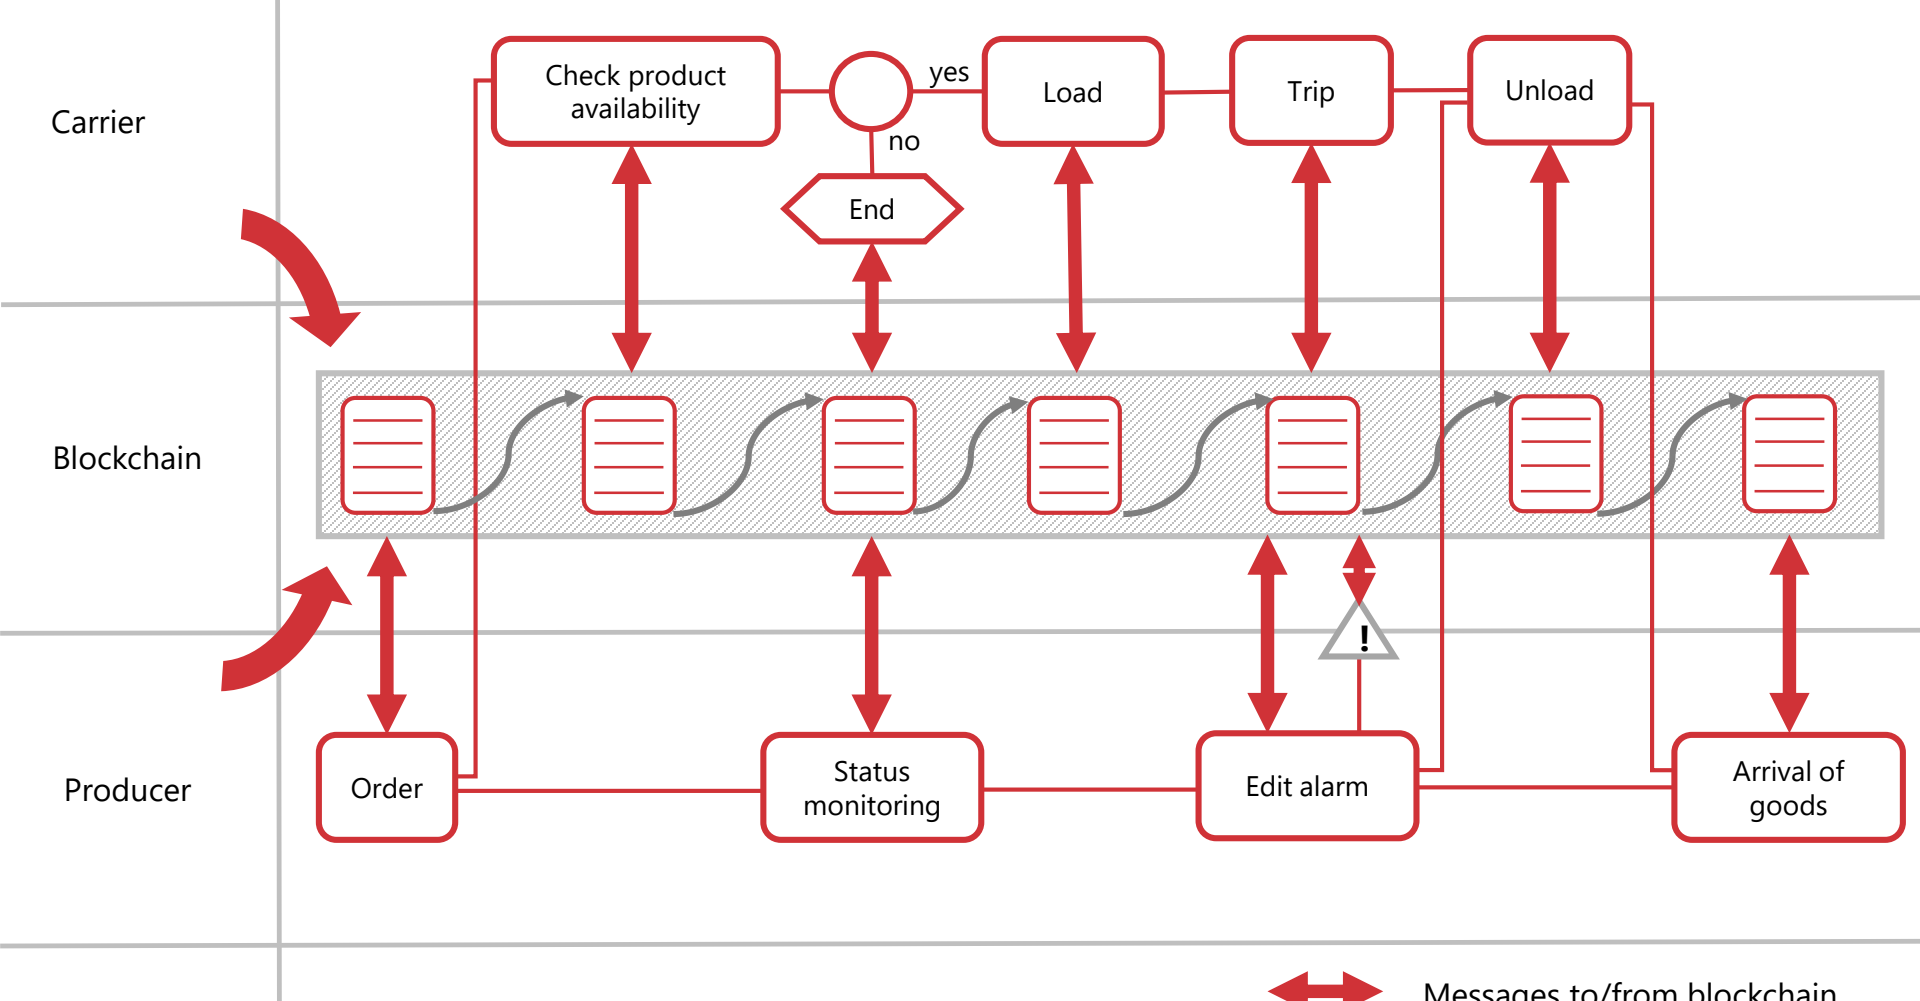 Carrier
Check product
availability
yes
no
End
Load
Trip
Unload
Blockchain
!
Producer
Order
Status
monitoring
Edit alarm
Arrival of
goods
Messages to/from blockchain